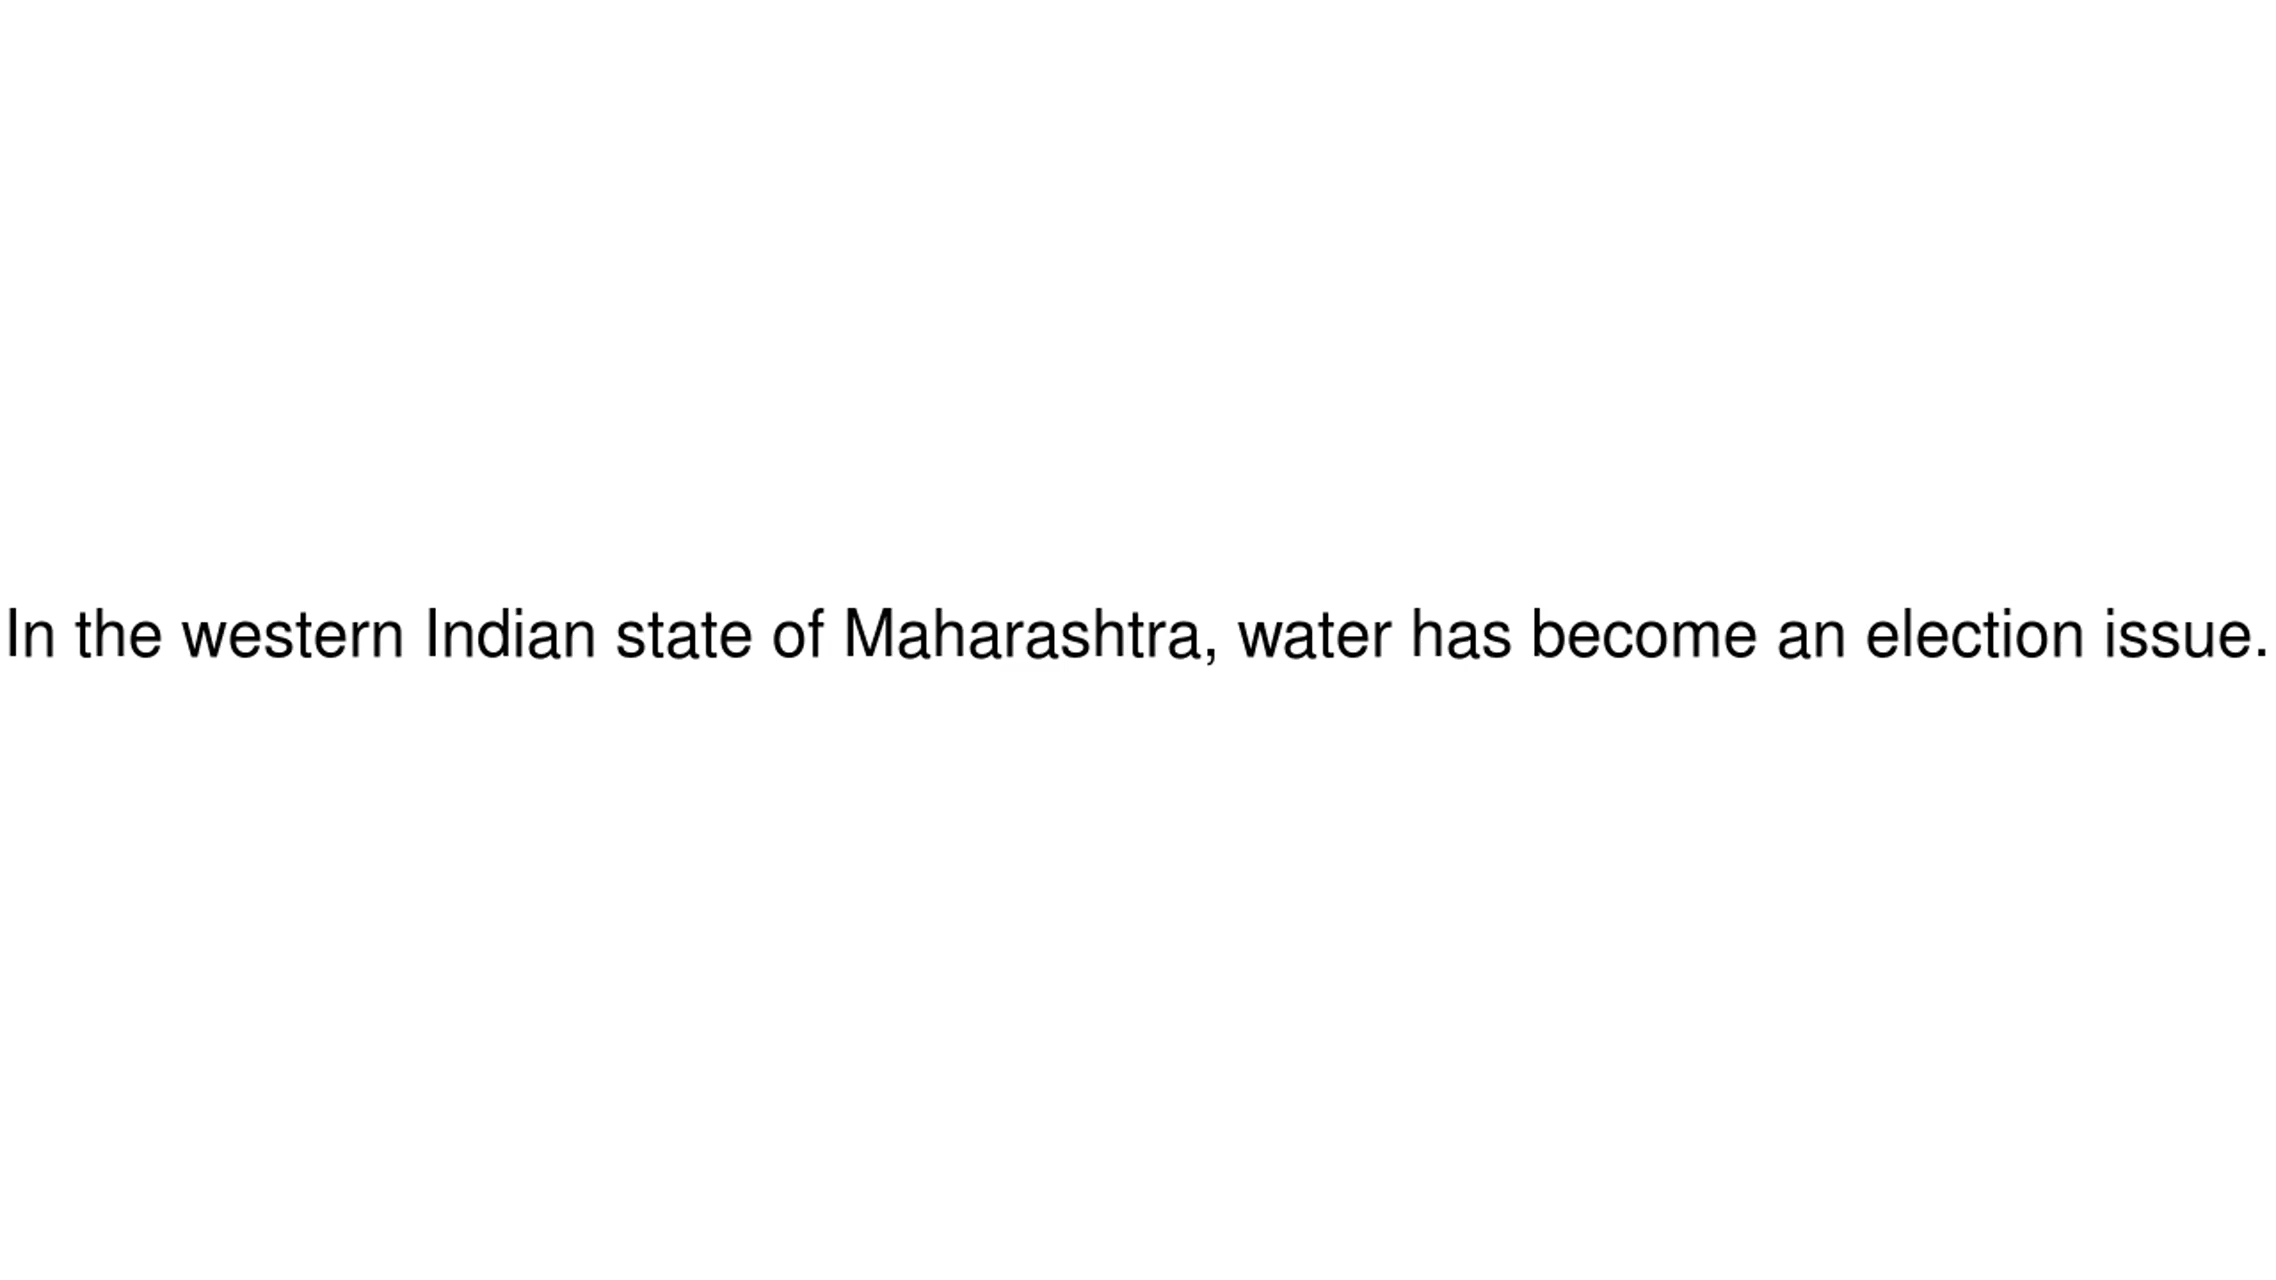 In the western Indian state of Maharashtra, water has become an election issue.